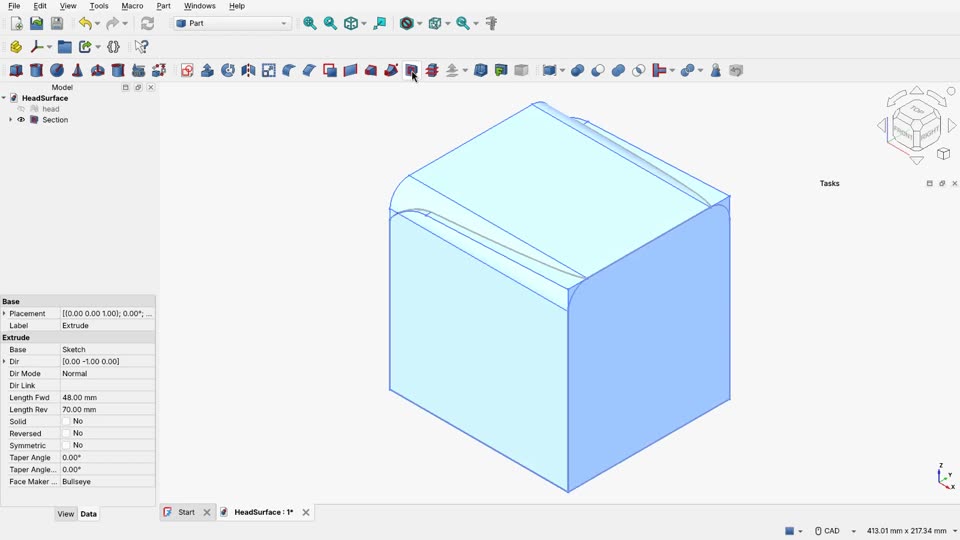 File Edit View Tools Macro Part Windows Help
Part
Model
HeadSurface
head
Section
FRONT
RIGHT
Tasks
Base
Placement [(0.00 0.00 1.00); 0.00°; ...
Label Extrude
Extrude
Base Sketch
Dir [0.00 -1.00 0.00]
Dir Mode Normal
Dir Link
Length Fwd 48.00 mm
Length Rev 70.00 mm
Solid No
Reversed No
Symmetric No
Taper Angle 0.00°
Taper Angle... 0.00°
Face Maker ... Bullseye
View Data
Start
HeadSurface : 1*
Z
Y
X
CAD
413.01 mm x 217.34 mm